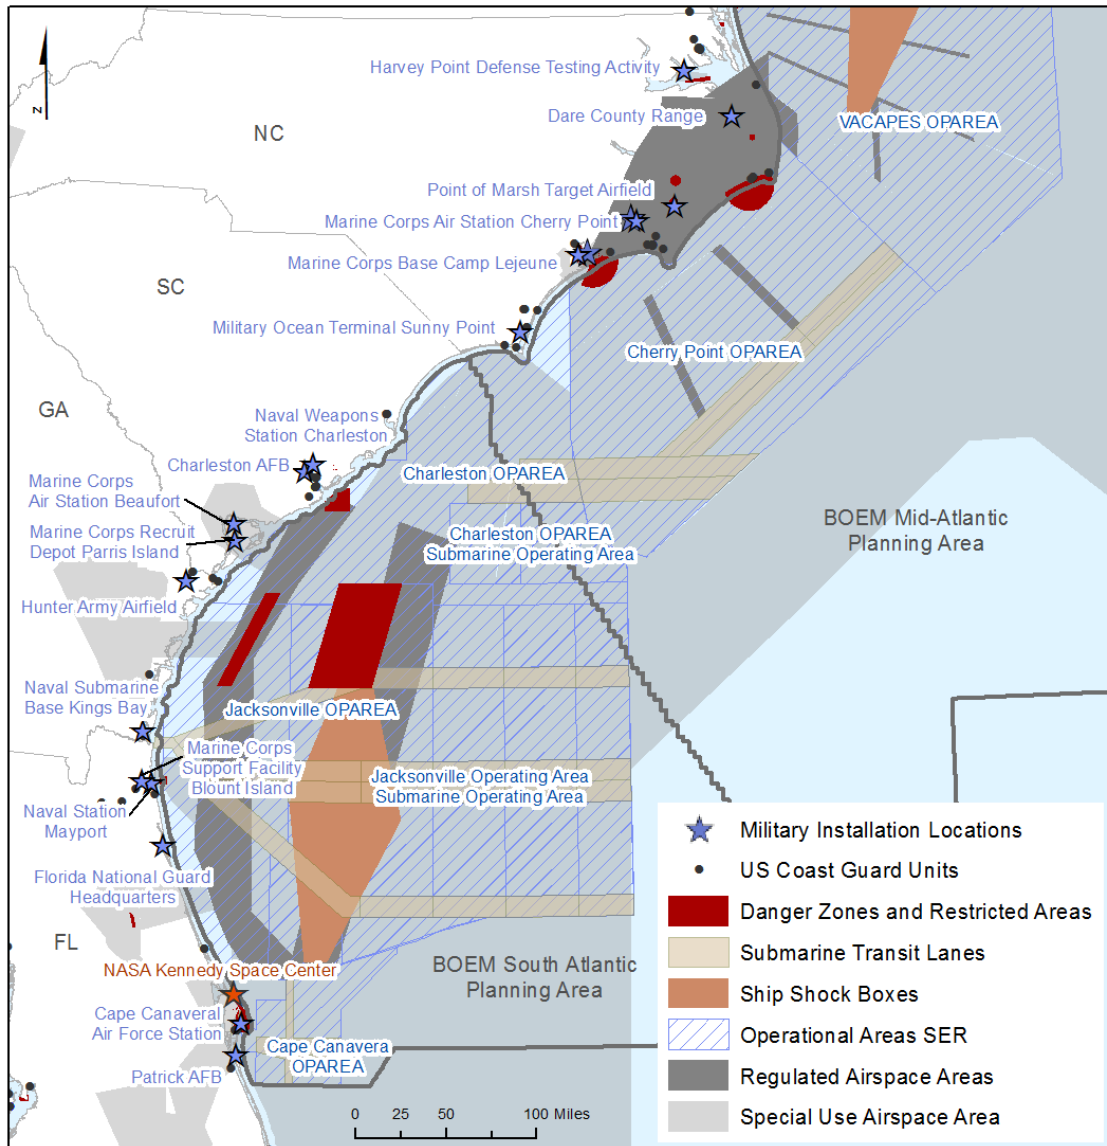 Harvey Point Defense Testing Activity
Dare County Range
VACAPES OPAREA
NC
Point of Marsh Target Airfield
Marine Corps Air Station Cherry Point
Marine Corps Base Camp Lejeune
SC
Military Ocean Terminal Sunny Point
Cherry Point OPAREA
GA
Naval Weapons
Station Charleston
Charleston AFB
Charleston OPAREA
Marine Corps
Air Station Beaufort
Marine Corps Recruit
Depot Parris Island
Charleston OPAREA
Submarine Operating Area
BOEM Mid-Atlantic
Planning Area
Hunter Army Airfield
Naval Submarine
Base Kings Bay
Jacksonville OPAREA
Marine Corps
Support Facility
Blount Island
Jacksonville Operating Area
Submarine Operating Area
Naval Station
Mayport
Florida National Guard
Headquarters
FL
NASA Kennedy Space Center
BOEM South Atlantic
Planning Area
Cape Canaveral
Air Force Station
Cape Canavera
OPAREA
Patrick AFB
0 25 50 100 Miles
Military Installation Locations
US Coast Guard Units
Danger Zones and Restricted Areas
Submarine Transit Lanes
Ship Shock Boxes
Operational Areas SER
Regulated Airspace Areas
Special Use Airspace Area
N